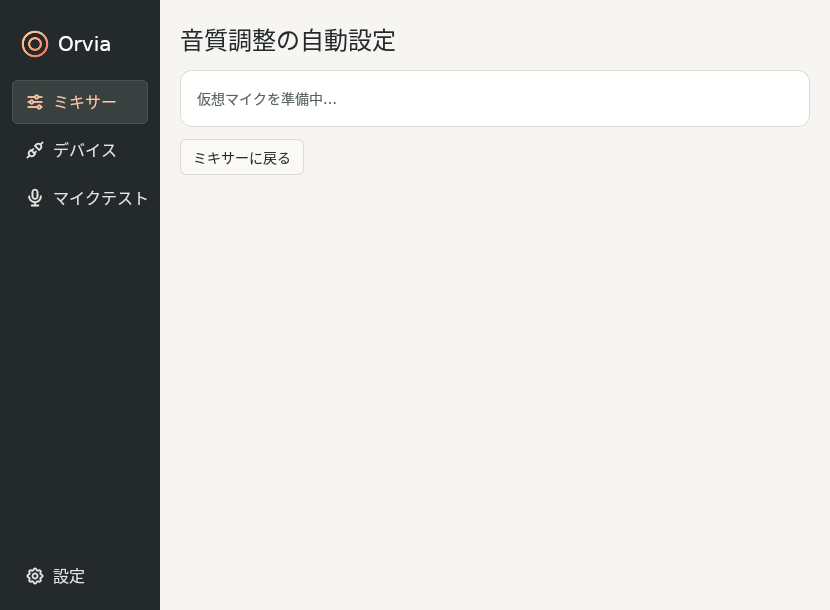 Orvia
ミキサー
デバイス
マイクテスト
設定
音質調整の自動設定
仮想マイクを準備中...
ミキサーに戻る